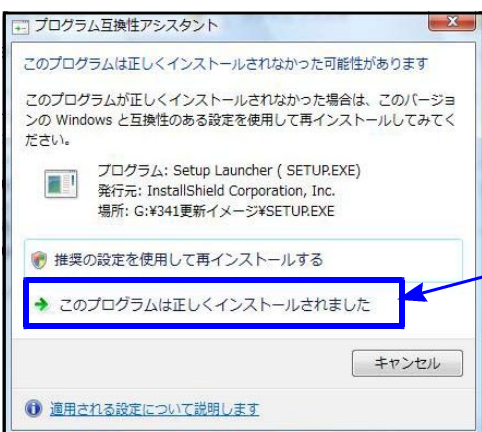 プログラム互換性アシスタント
このプログラムは正しくインストールされなかった可能性があります
このプログラムが正しくインストールされなかった場合は、このバージョ
ンの Windows と互換性のある設定を使用して再インストールしてみてく
ださい。
プログラム: Setup Launcher ( SETUP.EXE)
発行元: InstallShield Corporation, Inc.
場所: G:¥341更新イメージ¥SETUP.EXE
推奨の設定を使用して再インストールする
このプログラムは正しくインストールされました
キャンセル
適用される設定について説明します